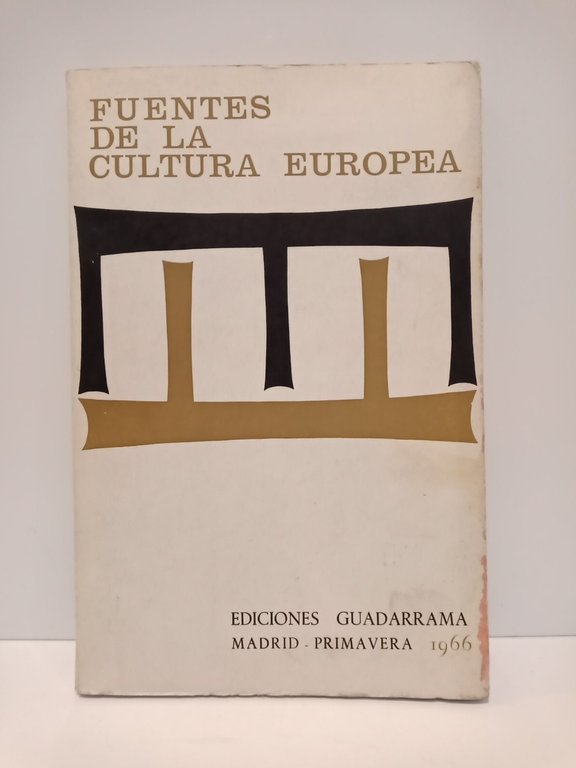 FUENTES
DE LA
CULTURA EUROPEA
EDICIONES GUADARRAMA
MADRID - PRIMAVERA 1966